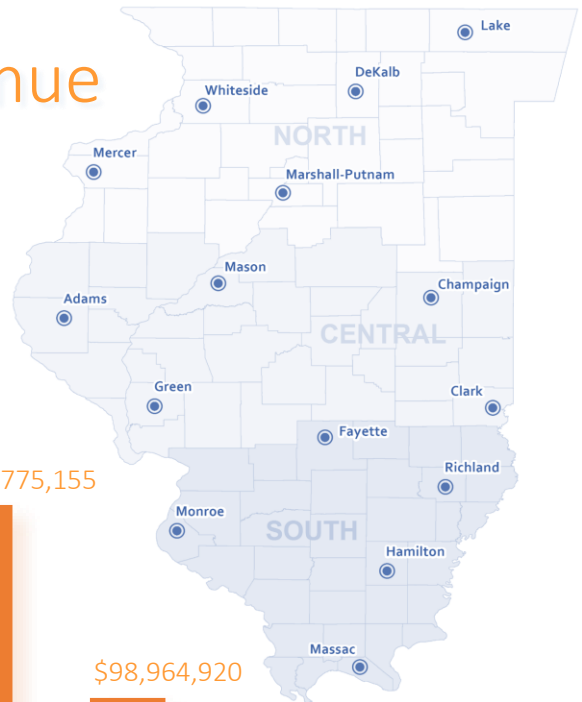 nue
Lake
DeKalb
Whiteside
NORTH
Mercer
Marshall-Putnam
Mason
Champaign
Adams
CENTRAL
Green
Clark
Fayette
Richland
775,155
Monroe
SOUTH
Hamilton
Massac
$98,964,920